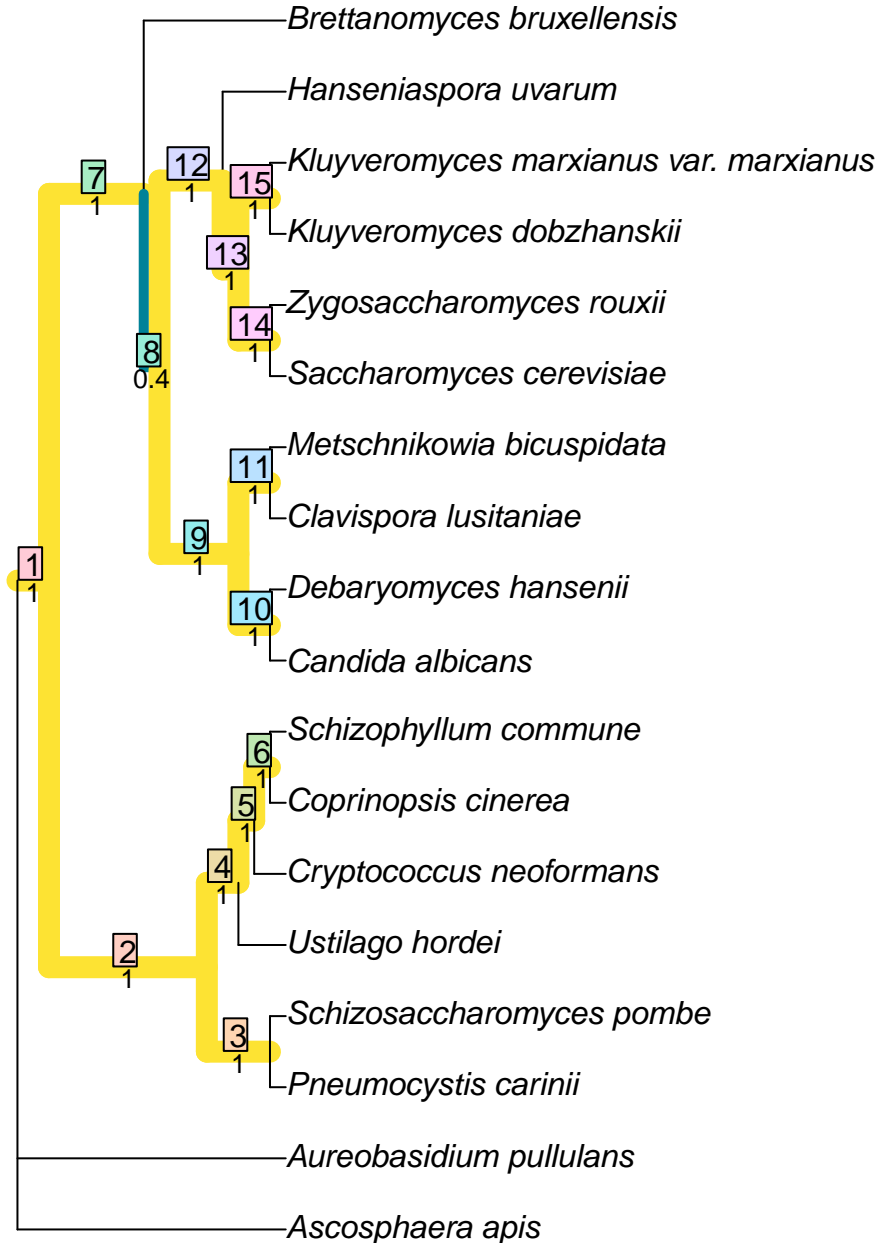 Brettanomyces bruxellensis
Hanseniaspora uvarum
12
Kluyveromyces marxianus var. marxianus
7
15
1
1
1
Kluyveromyces dobzhanskii
13
1
Zygosaccharomyces rouxii
14
8
1
0.4
Saccharomyces cerevisiae
Metschnikowia bicuspidata
11
1
Clavispora lusitaniae
9
1
1
1
Debaryomyces hansenii
10
1
Candida albicans
Schizophyllum commune
6
1
5
Coprinopsis cinerea
1
4
Cryptococcus neoformans
1
2
Ustilago hordei
1
Schizosaccharomyces pombe
3
1
Pneumocystis carinii
Aureobasidium pullulans
Ascosphaera apis